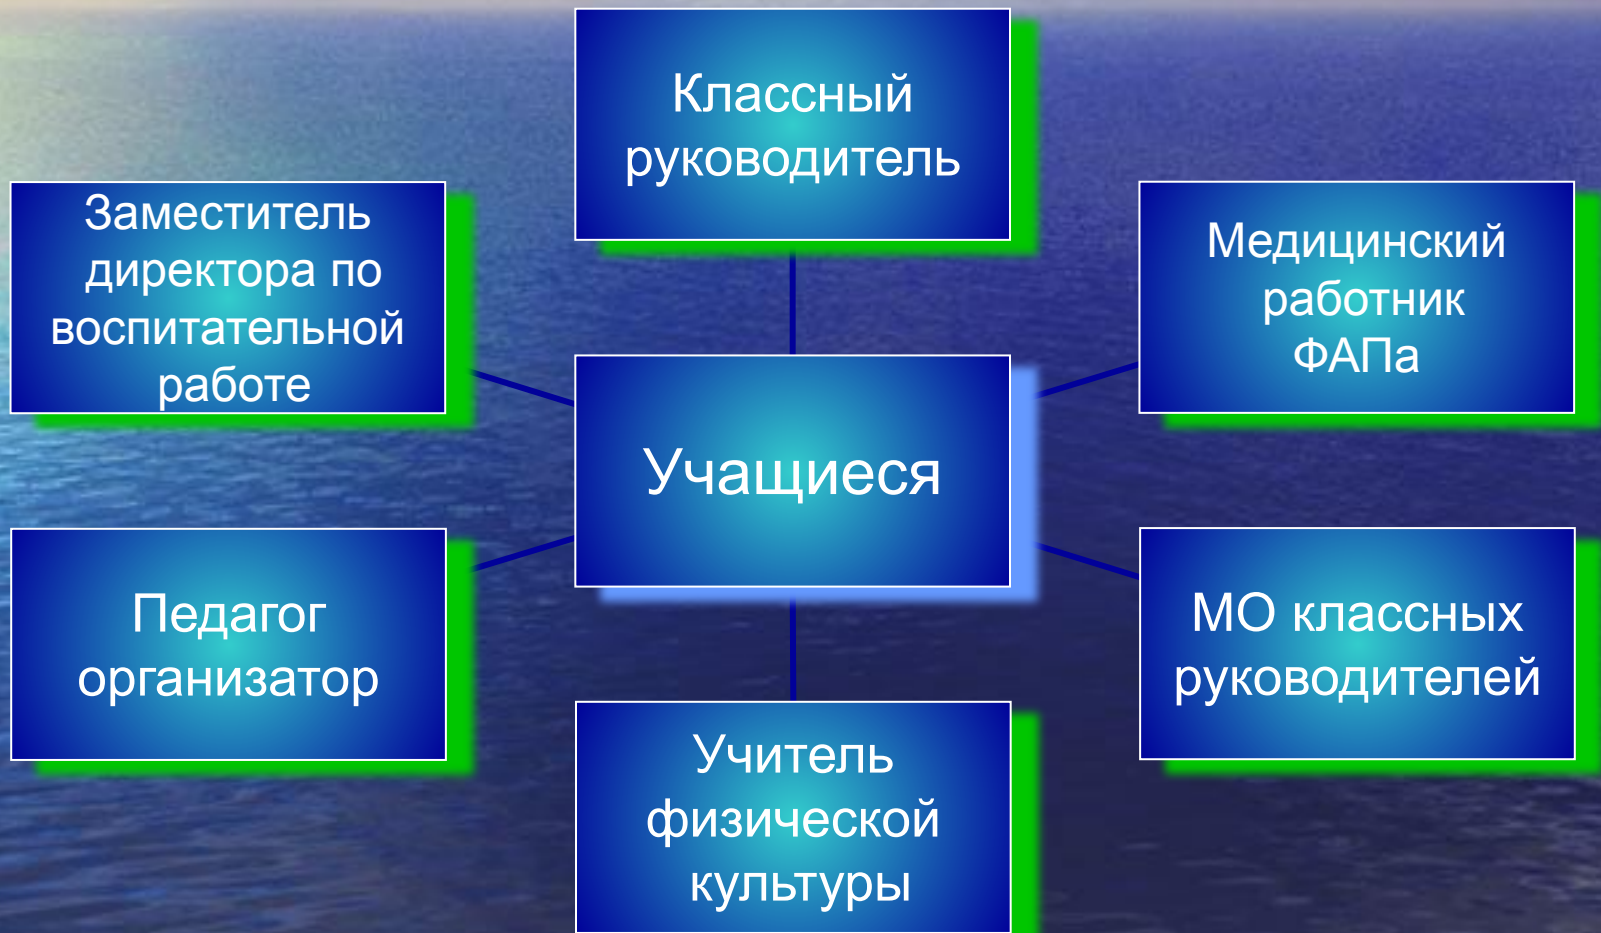 Классный
руководитель
Заместитель
директора по
воспитательной
работе
Медицинский
работник
ФАПа
Учащиеся
Педагог
организатор
МО классных
руководителей
Учитель
физической
культуры